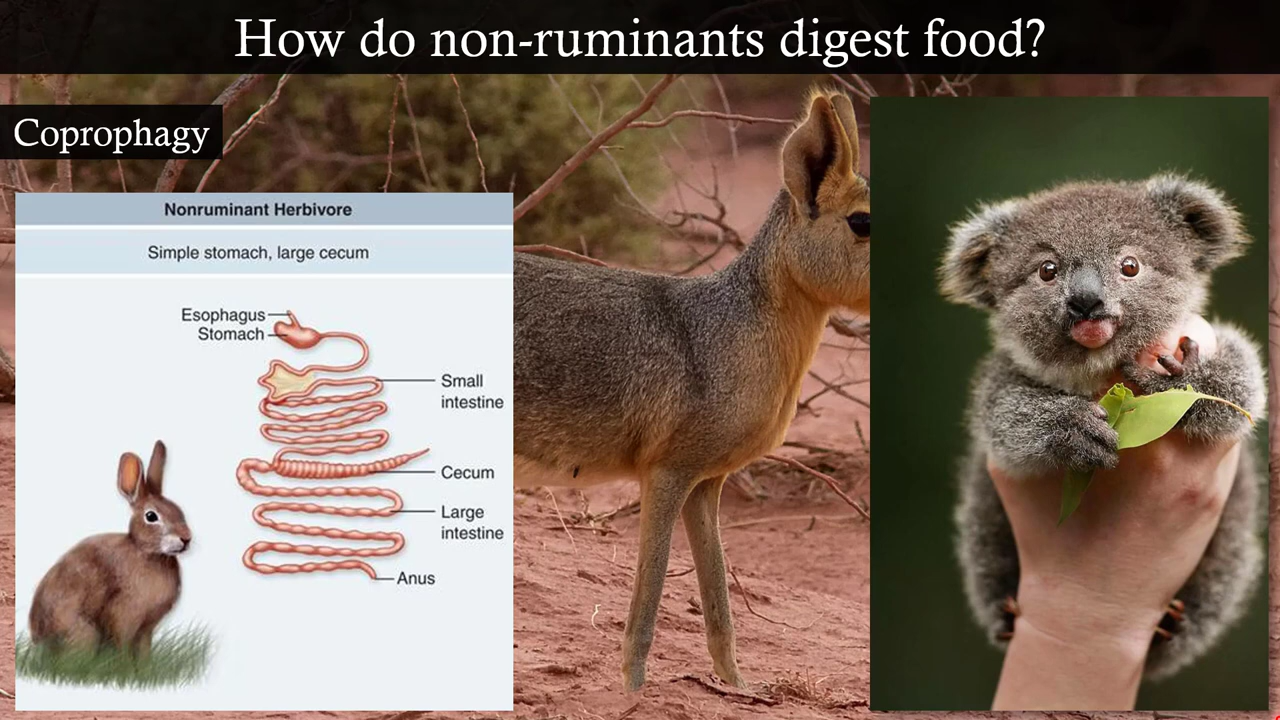 How do non-ruminants digest food?
Coprophagy
Nonruminant Herbivore
Simple stomach, large cecum
Esophagus
Stomach
Small
intestine
Cecum
Large
intestine
Anus